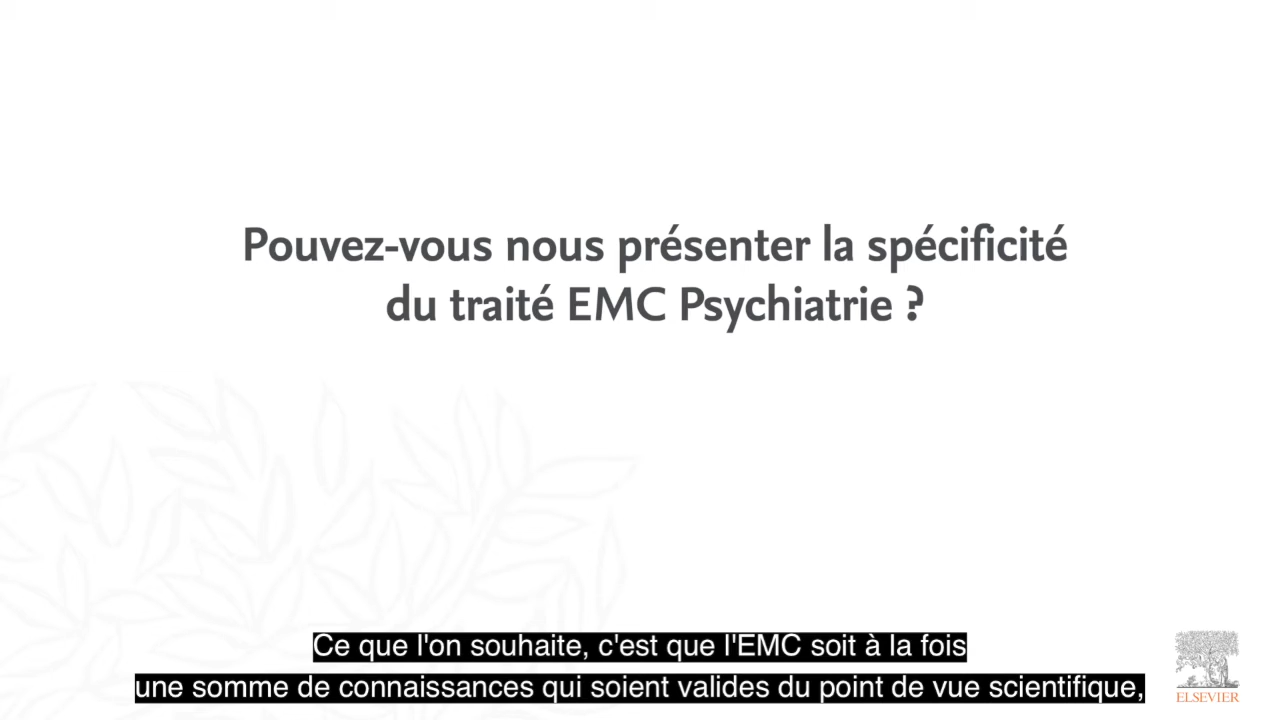 Pouvez-vous nous présenter la spécificité
du traité EMC Psychiatrie ?
Ce que l'on souhaite, c'est que l'EMC soit à la fois
une somme de connaissances qui soient valides du point de vue scientifique,
ELSEVIER